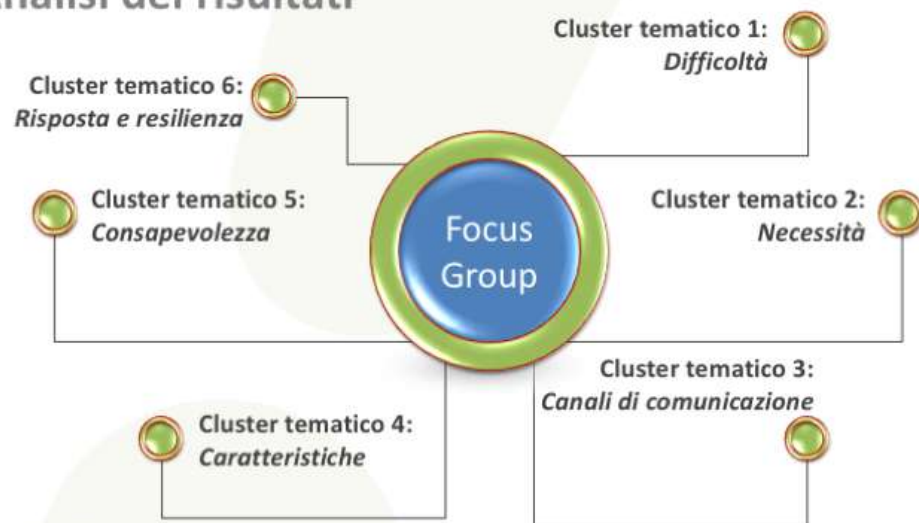 Analisi dei risultati
Cluster tematico 1:
Difficoltà
Cluster tematico 6:
Risposta e resilienza
Cluster tematico 5:
Consapevolezza
Cluster tematico 2:
Necessità
Focus
Group
Cluster tematico 3:
Canali di comunicazione
Cluster tematico 4:
Caratteristiche